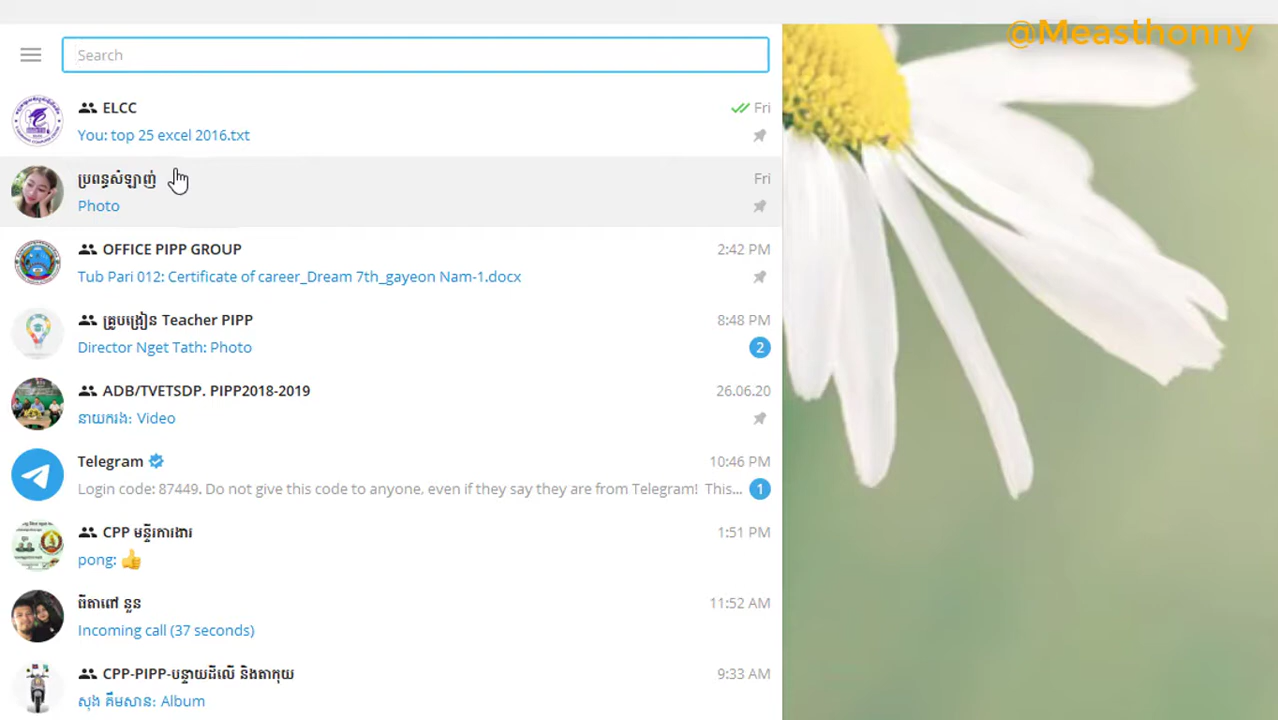 @Measthonny
Search
ELCC
Fri
You: top 25 excel 2016.txt
ប្រពន្ធសំឡាញ់
Fri
Photo
OFFICE PIPP GROUP
2:42 PM
Tub Pari 012: Certificate of career_Dream 7th_gayeon Nam-1.docx
គ្រូបង្រៀន Teacher PIPP
8:48 PM
Director Nget Tath: Photo
2
ADB/TVETSDP. PIPP2018-2019
26.06.20
នាយករង: Video
Telegram
10:46 PM
Login code: 87449. Do not give this code to anyone, even if they say they are from Telegram! This...
1
CPP មន្ទីរការងារ
1:51 PM
pong: 👍
ធីតាពៅ នួន
11:52 AM
Incoming call (37 seconds)
CPP-PIPP-បន្ទាយដីលើ និងតាកុយ
9:33 AM
សុង គឹមសាន: Album